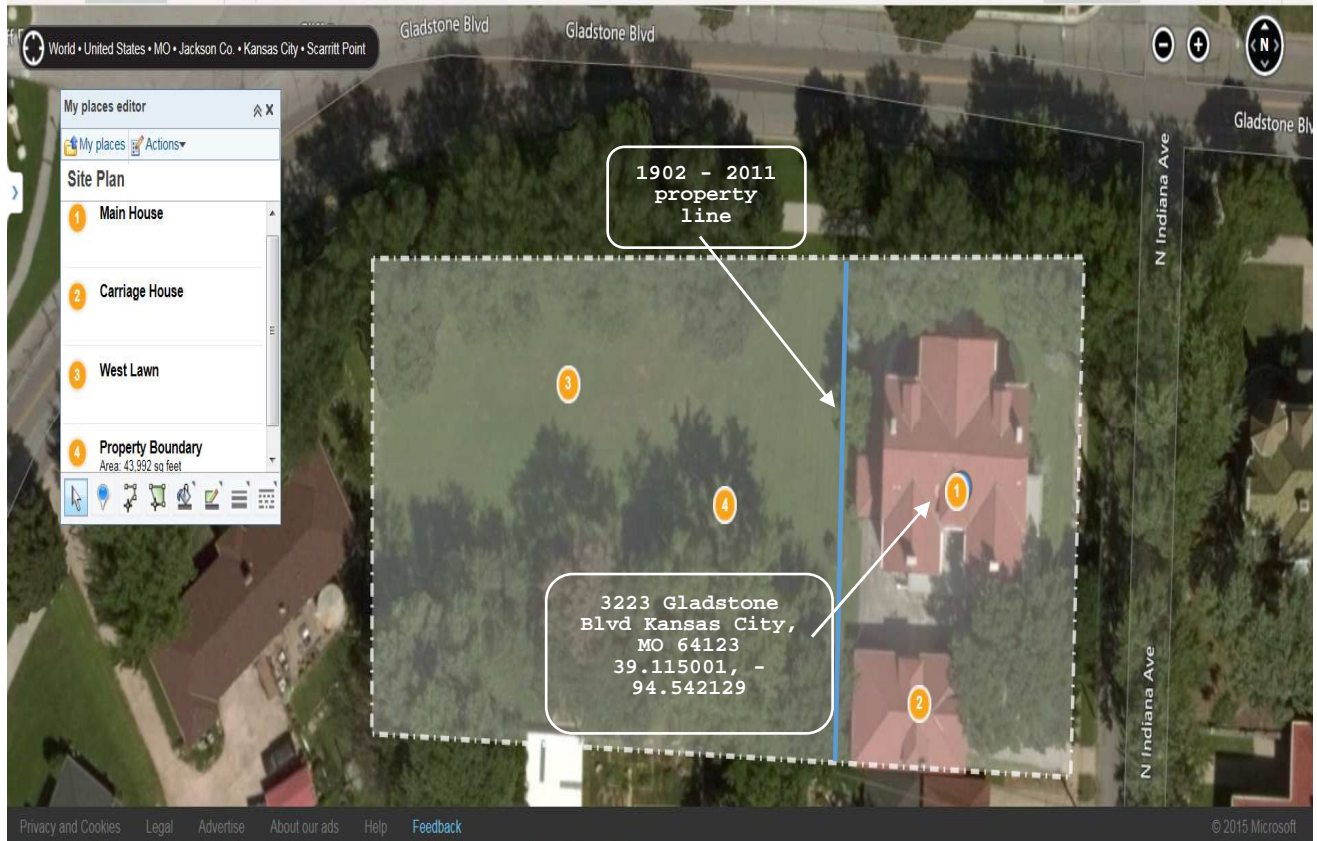 Gladstone Blvd
Gladstone Blvd
World • United States • MO • Jackson Co. • Kansas City • Scarritt Point
N
Gladstone Blv
My places editor
My places Actions
Site Plan
1 Main House
2 Carriage House
3 West Lawn
4 Property Boundary
Area: 43,992 sq feet
1902 - 2011
property
line
N Indiana Ave
3
4
1
3223 Gladstone
Blvd Kansas City,
MO 64123
39.115001, -
94.542129
2
N Indiana Ave
Privacy and Cookies Legal Advertise About our ads Help Feedback © 2015 Microsoft